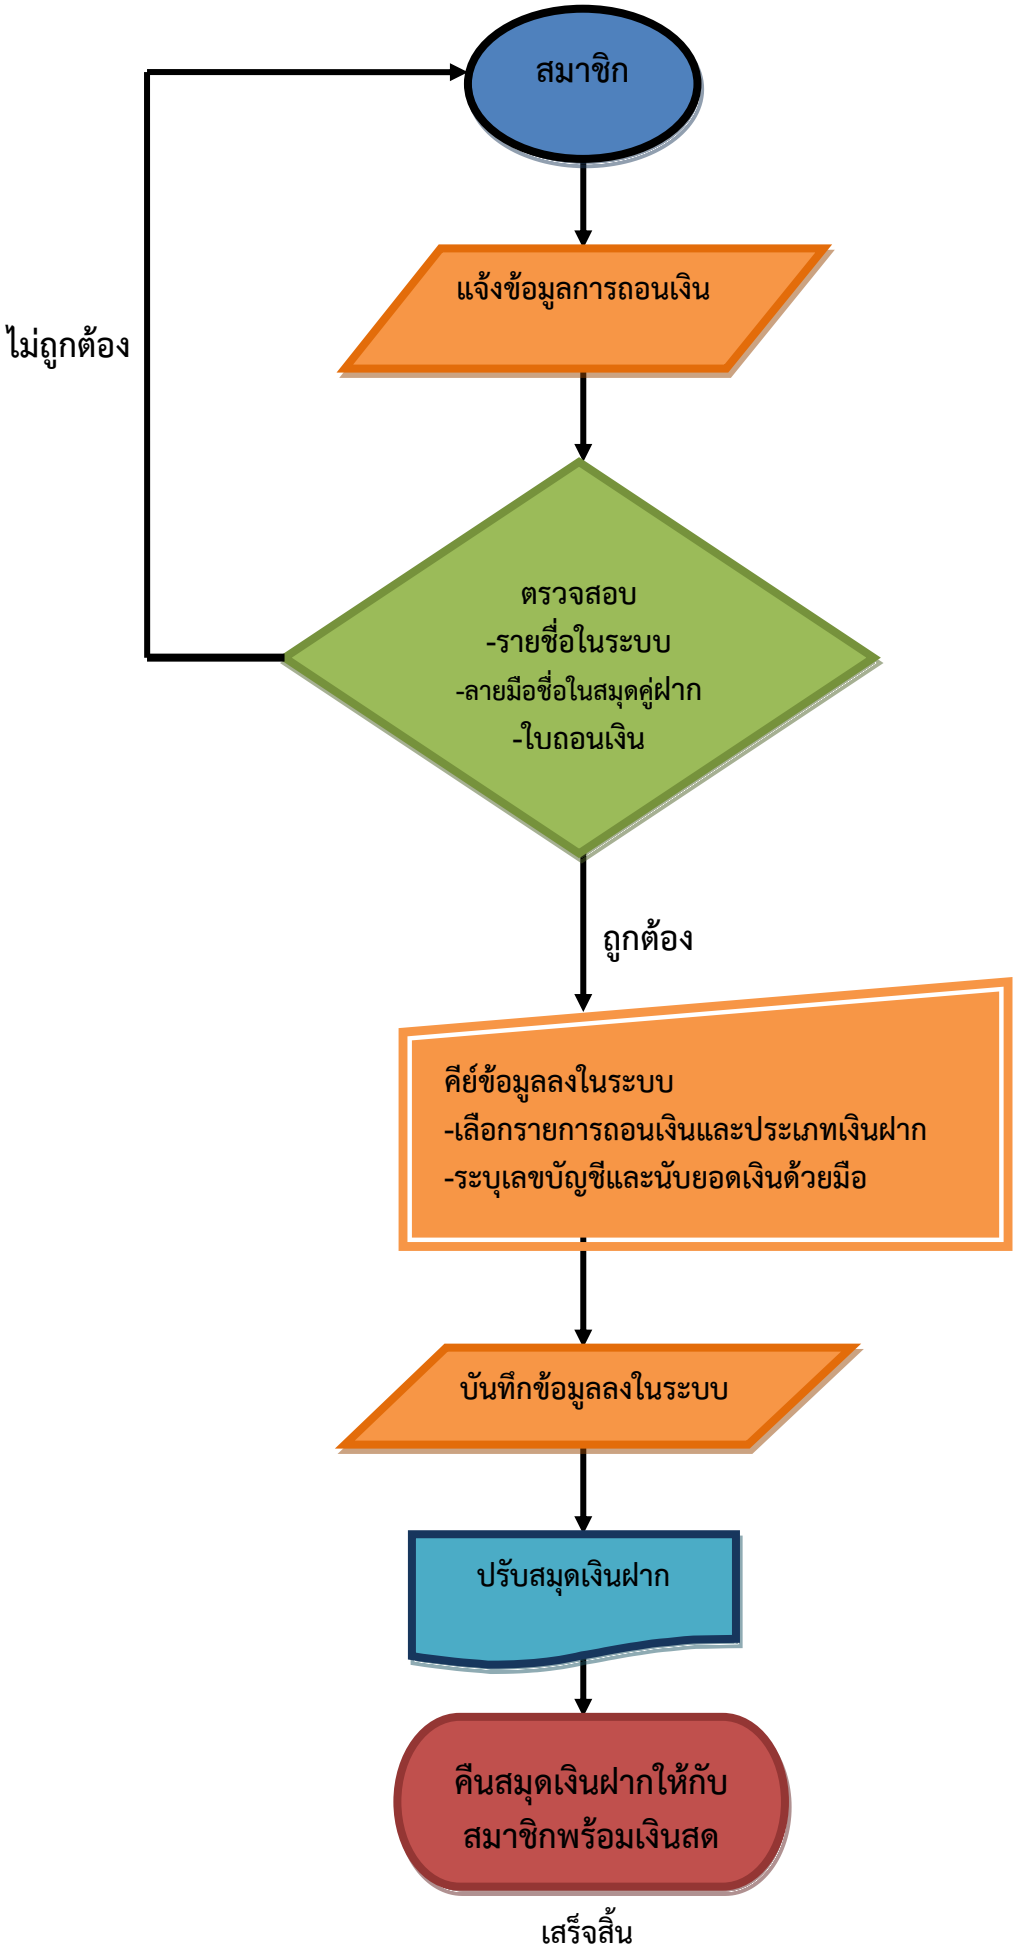 สมาชิก
แจ้งข้อมูลการถอนเงิน
ไม่ถูกต้อง
ตรวจสอบ
-รายชื่อในระบบ
-ลายมือชื่อในสมุดคู่ฝาก
-ใบถอนเงิน
ถูกต้อง
คีย์ข้อมูลลงในระบบ
-เลือกรายการถอนเงินและประเภทเงินฝาก
-ระบุเลขบัญชีและนับยอดเงินด้วยมือ
บันทึกข้อมูลลงในระบบ
ปรับสมุดเงินฝาก
คืนสมุดเงินฝากให้กับ
สมาชิกพร้อมเงินสด
เสร็จสิ้น